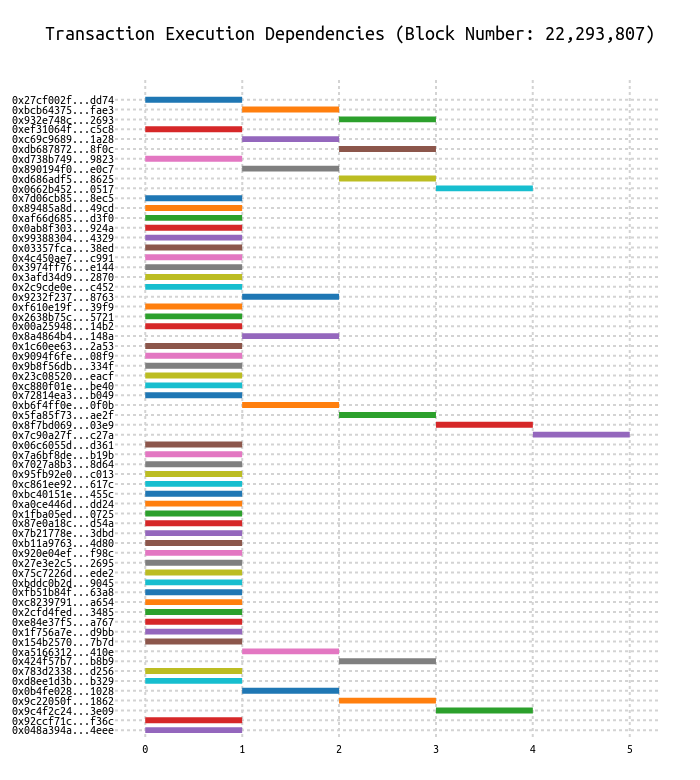 Transaction Execution Dependencies (Block Number: 22,293,807)
0x27cf002f...dd74
0xbcb64375...fae3
0x932e748c...2693
0xef31064f...c5c8
0xc69c9689...1a28
0xdb687872...8f0c
0xd738b749...9823
0x890194f0...e0c7
0xd686adf5...8625
0x0662b452...0517
0x7d06cb85...8ec5
0x89485a8d...49cd
0xaf66d685...d3f0
0x0ab8f303...924a
0x99388304...4329
0x03357fca...38ed
0x4c450ae7...c991
0x3974ff76...e144
0x3afd34d9...2870
0x2c9cde0e...c452
0x9232f237...8763
0xf610e19f...39f9
0x2638b75c...5721
0x00a25948...14b2
0x8a4864b4...148a
0x1c60ee63...2a53
0x9094f6fe...08f9
0x9b8f56db...334f
0x23c08520...eacf
0xc880f01e...be40
0x72814ea3...b049
0xb6f4ff0e...0f0b
0x5fa85f73...ae2f
0x8f7bd069...03e9
0x7c90a27f...c27a
0x06c6055d...d361
0x7a6bf8de...b19b
0x7027a8b3...8d64
0x95fb92e0...c013
0xc861ee92...617c
0xbc40151e...455c
0xa0ce446d...dd24
0x1fba05ed...0725
0x87e0a18c...d54a
0x7b21778e...3dbd
0xb11a9763...4d80
0x920e04ef...f98c
0x27e3e2c5...2695
0x75c7226d...ede2
0xbddc0b2d...9045
0xfb51b84f...63a8
0xc8239791...a654
0x2cfd4fed...3485
0xe84e37f5...a767
0x1f756a7e...d9bb
0x154b2570...7b7d
0xa5166312...410e
0x424f57b7...b8b9
0x783d2338...d256
0xd8ee1d3b...b329
0x0b4fe028...1028
0x9c22050f...1862
0x9c4f2c24...3e09
0x92ccf71c...f36c
0x048a394a...4eee
0 1 2 3 4 5